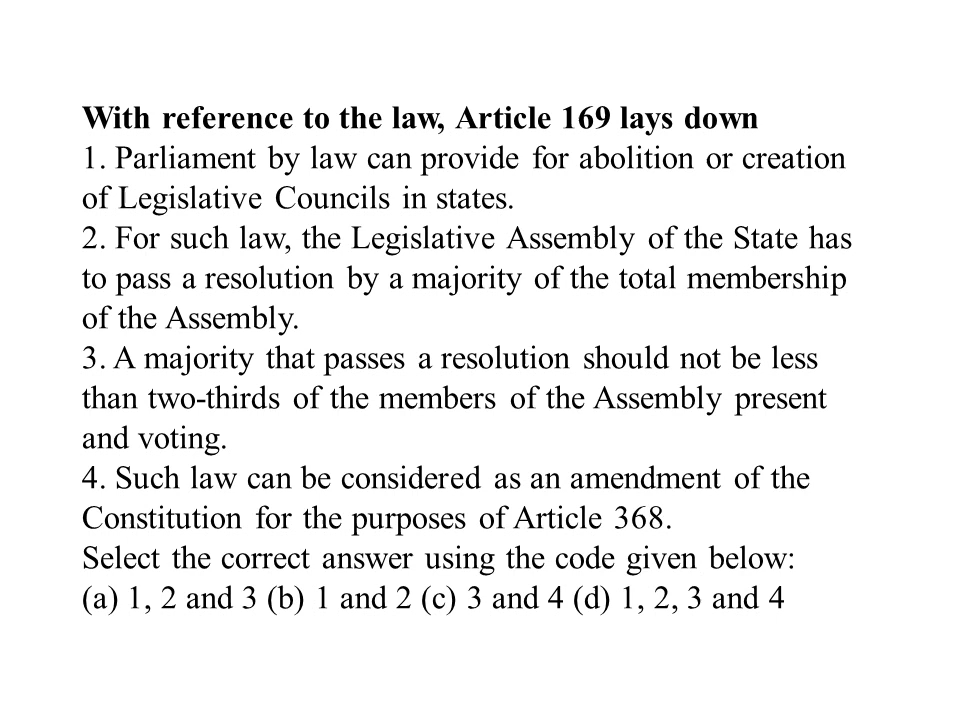 With reference to the law, Article 169 lays down
1. Parliament by law can provide for abolition or creation
of Legislative Councils in states.
2. For such law, the Legislative Assembly of the State has
to pass a resolution by a majority of the total membership
of the Assembly.
3. A majority that passes a resolution should not be less
than two-thirds of the members of the Assembly present
and voting.
4. Such law can be considered as an amendment of the
Constitution for the purposes of Article 368.
Select the correct answer using the code given below:
(a) 1, 2 and 3 (b) 1 and 2 (c) 3 and 4 (d) 1, 2, 3 and 4